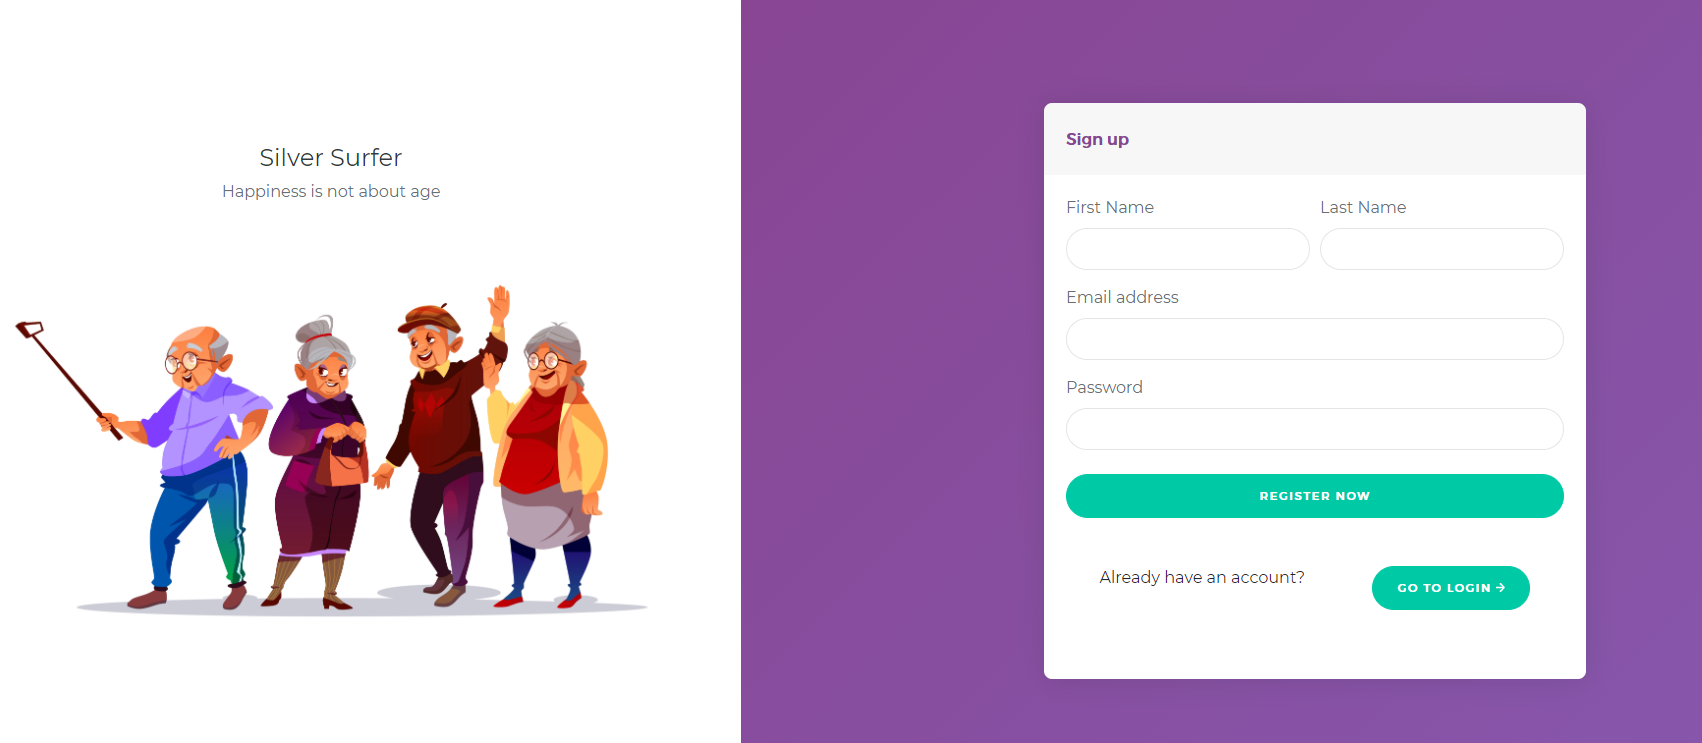 Silver Surfer
Happiness is not about age
Sign up
First Name Last Name
Email address
Password
REGISTER NOW
Already have an account? GO TO LOGIN →